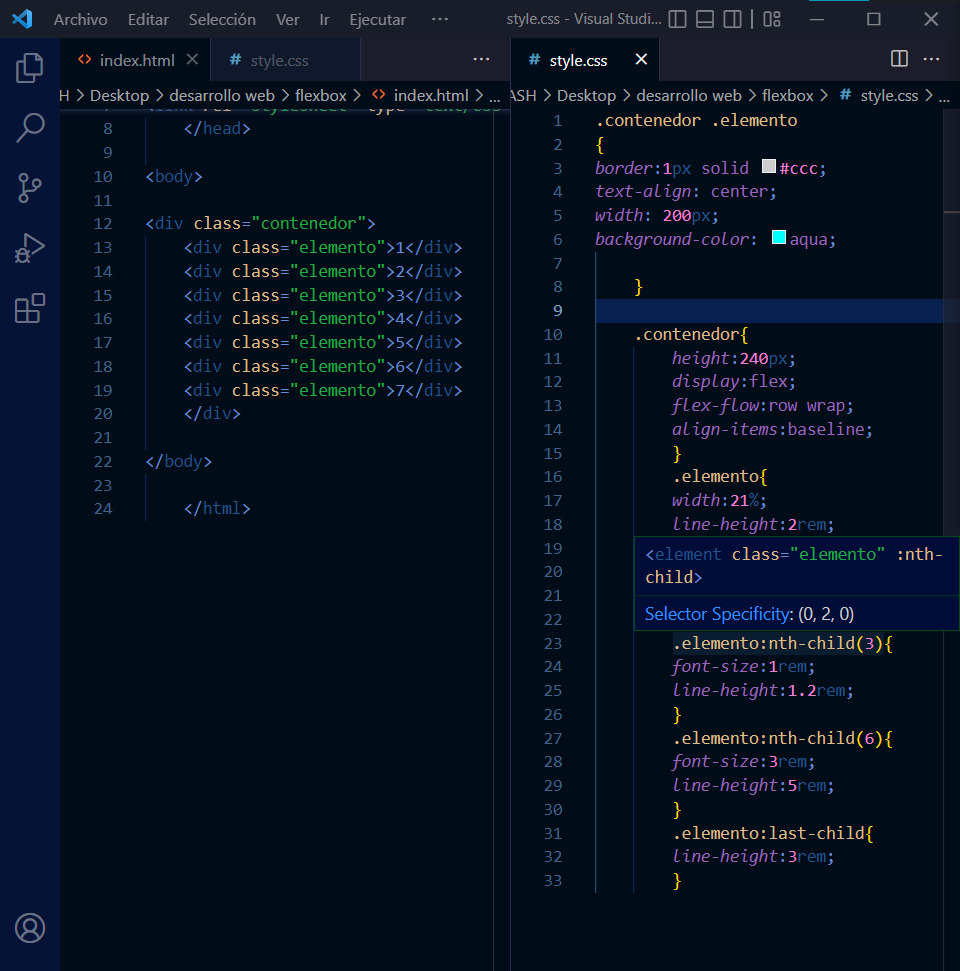 Archivo Editar Selección Ver Ir Ejecutar ··· style.css - Visual Studi...
index.html style.css ···
H > Desktop > desarrollo web > flexbox > index.html > ...
8 </head>
9
10 <body>
11
12 <div class="contenedor">
13 <div class="elemento">1</div>
14 <div class="elemento">2</div>
15 <div class="elemento">3</div>
16 <div class="elemento">4</div>
17 <div class="elemento">5</div>
18 <div class="elemento">6</div>
19 <div class="elemento">7</div>
20 </div>
21
22 </body>
23
24 </html>
style.css ···
ASH > Desktop > desarrollo web > flexbox > style.css > ...
1 .contenedor .elemento
2 {
3 border:1px solid #ccc;
4 text-align: center;
5 width: 200px;
6 background-color: aqua;
7
8 }
9
10 .contenedor{
11 height:240px;
12 display:flex;
13 flex-flow:row wrap;
14 align-items:baseline;
15 }
16 .elemento{
17 width:21%;
18 line-height:2rem;
19
20
21
22
<element class="elemento" :nth-
child>
Selector Specificity: (0, 2, 0)
23 .elemento:nth-child(3){
24 font-size:1rem;
25 line-height:1.2rem;
26 }
27 .elemento:nth-child(6){
28 font-size:3rem;
29 line-height:5rem;
30 }
31 .elemento:last-child{
32 line-height:3rem;
33 }